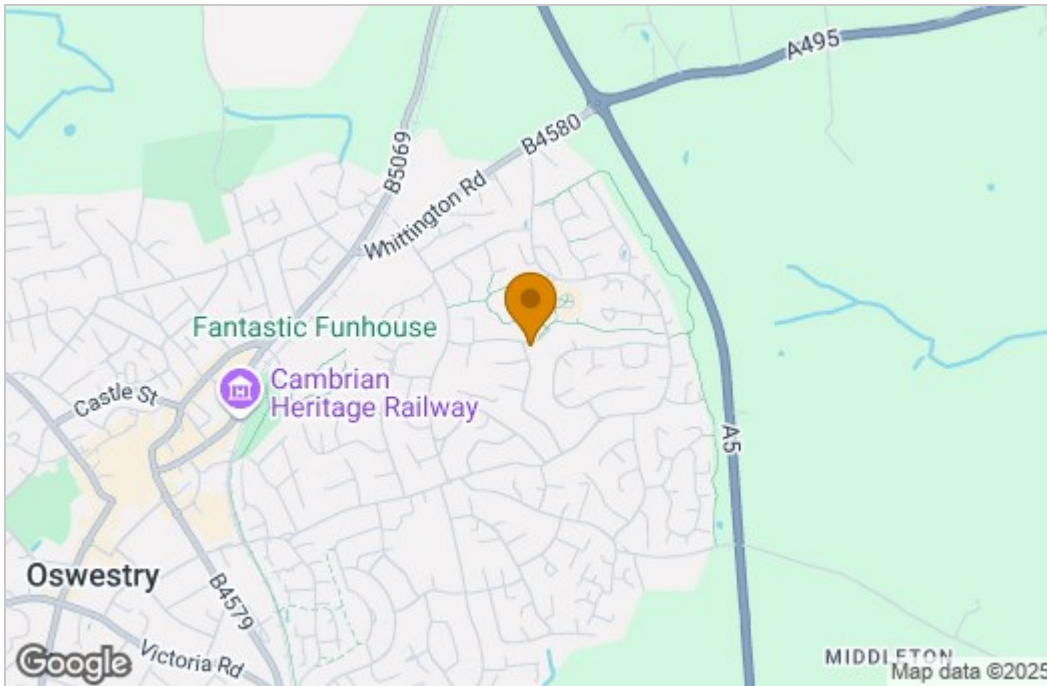 A495
B4580
B5069
Whittington Rd
Fantastic Funhouse
Cambrian
Heritage Railway
Castle St
A5
Oswestry
B4579
Victoria Rd
MIDDLETON
Google
Map data ©2025